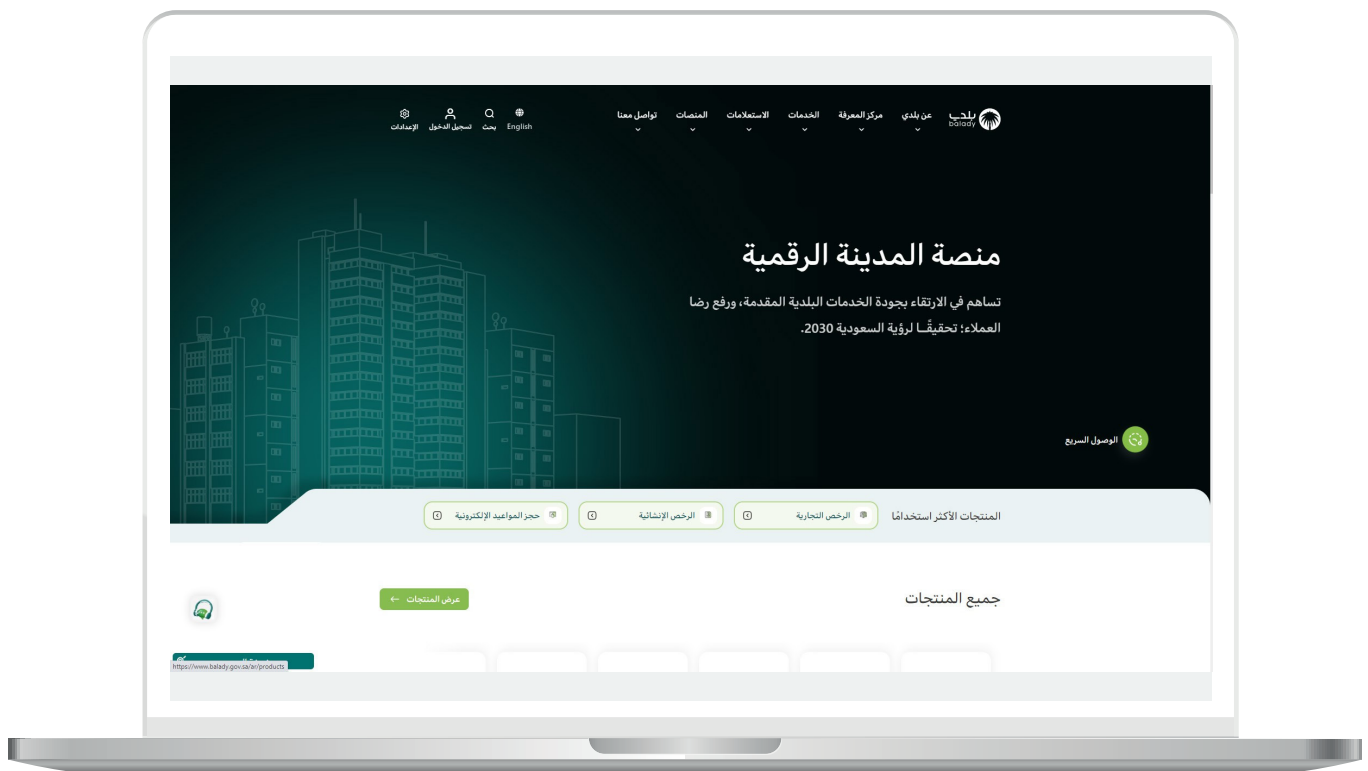 بلدي
balady
عن بلدي
مركز المعرفة
الخدمات
الاستعلامات
المنصات
تواصل معنا
English
بحث
تسجيل الدخول
الإعدادات
منصة المدينة الرقمية
تساهم في الارتقاء بجودة الخدمات البلدية المقدمة، ورفع رضا
العملاء؛ تحقيقًـا لرؤية السعودية 2030.
الوصول السريع
المنتجات الأكثر استخدامًا
الرخص التجارية
الرخص الإنشائية
حجز المواعيد الإلكترونية
جميع المنتجات
عرض المنتجات
https://www.balady.gov.sa/ar/products